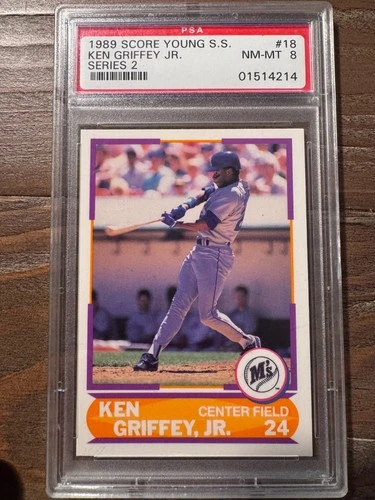 PSA
1989 SCORE YOUNG S.S. #18
KEN GRIFFEY JR. NM-MT 8
SERIES 2 01514214
M's
TM
KEN CENTER FIELD
GRIFFEY, JR. 24